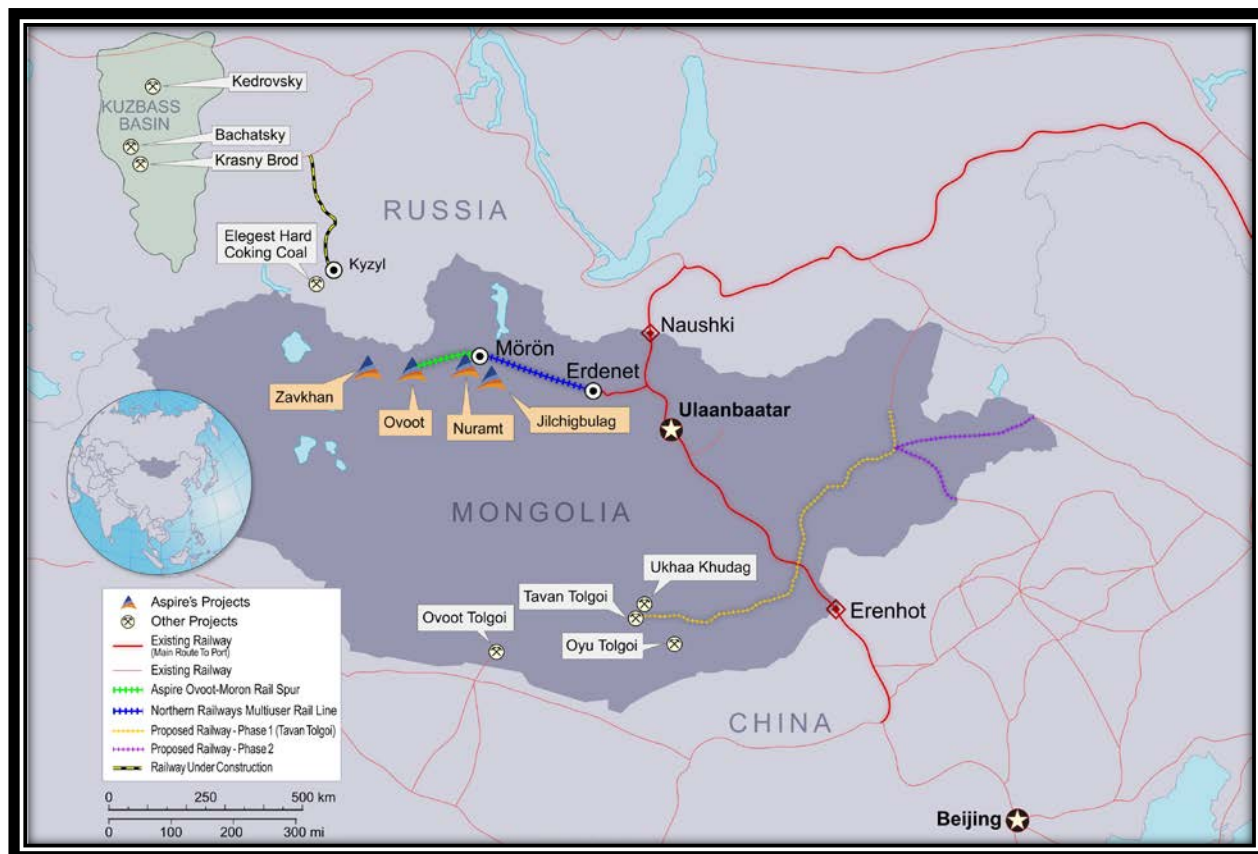 Kedrovsky
KUZBASS
BASIN
Bachatsky
Krasny Brod
RUSSIA
Elegest Hard
Coking Coal
Kyzyl
Naushki
Mörön
Erdenet
Zavkhan
Ovoot
Nuramt
Jilchigbulag
Ulaanbaatar
MONGOLIA
Ukhaa Khudag
Tavan Tolgoi
Ovoot Tolgoi
Oyu Tolgoi
Erenhot
CHINA
Beijing
Aspire's Projects
Other Projects
Existing Railway
(Main Route To Port)
Existing Railway
Aspire Ovoot-Moron Rail Spur
Northern Railways Multiuser Rail Line
Proposed Railway - Phase 1 (Tavan Tolgoi)
Proposed Railway - Phase 2
Railway Under Construction
0 250 500 km
0 100 200 300 mi